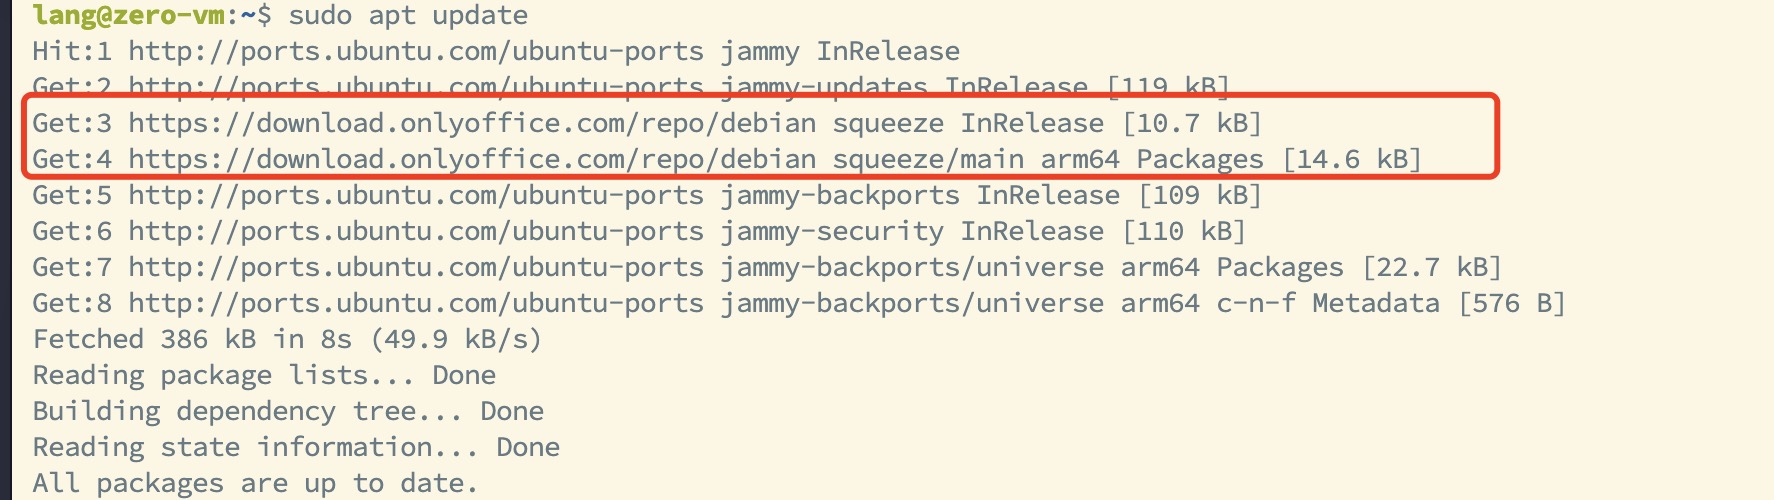 lang@zero-vm:~$ sudo apt update
Hit:1 http://ports.ubuntu.com/ubuntu-ports jammy InRelease
Get:2 http://ports.ubuntu.com/ubuntu-ports jammy-updates InRelease [119 kB]
Get:3 https://download.onlyoffice.com/repo/debian squeeze InRelease [10.7 kB]
Get:4 https://download.onlyoffice.com/repo/debian squeeze/main arm64 Packages [14.6 kB]
Get:5 http://ports.ubuntu.com/ubuntu-ports jammy-backports InRelease [109 kB]
Get:6 http://ports.ubuntu.com/ubuntu-ports jammy-security InRelease [110 kB]
Get:7 http://ports.ubuntu.com/ubuntu-ports jammy-backports/universe arm64 Packages [22.7 kB]
Get:8 http://ports.ubuntu.com/ubuntu-ports jammy-backports/universe arm64 c-n-f Metadata [576 B]
Fetched 386 kB in 8s (49.9 kB/s)
Reading package lists... Done
Building dependency tree... Done
Reading state information... Done
All packages are up to date.